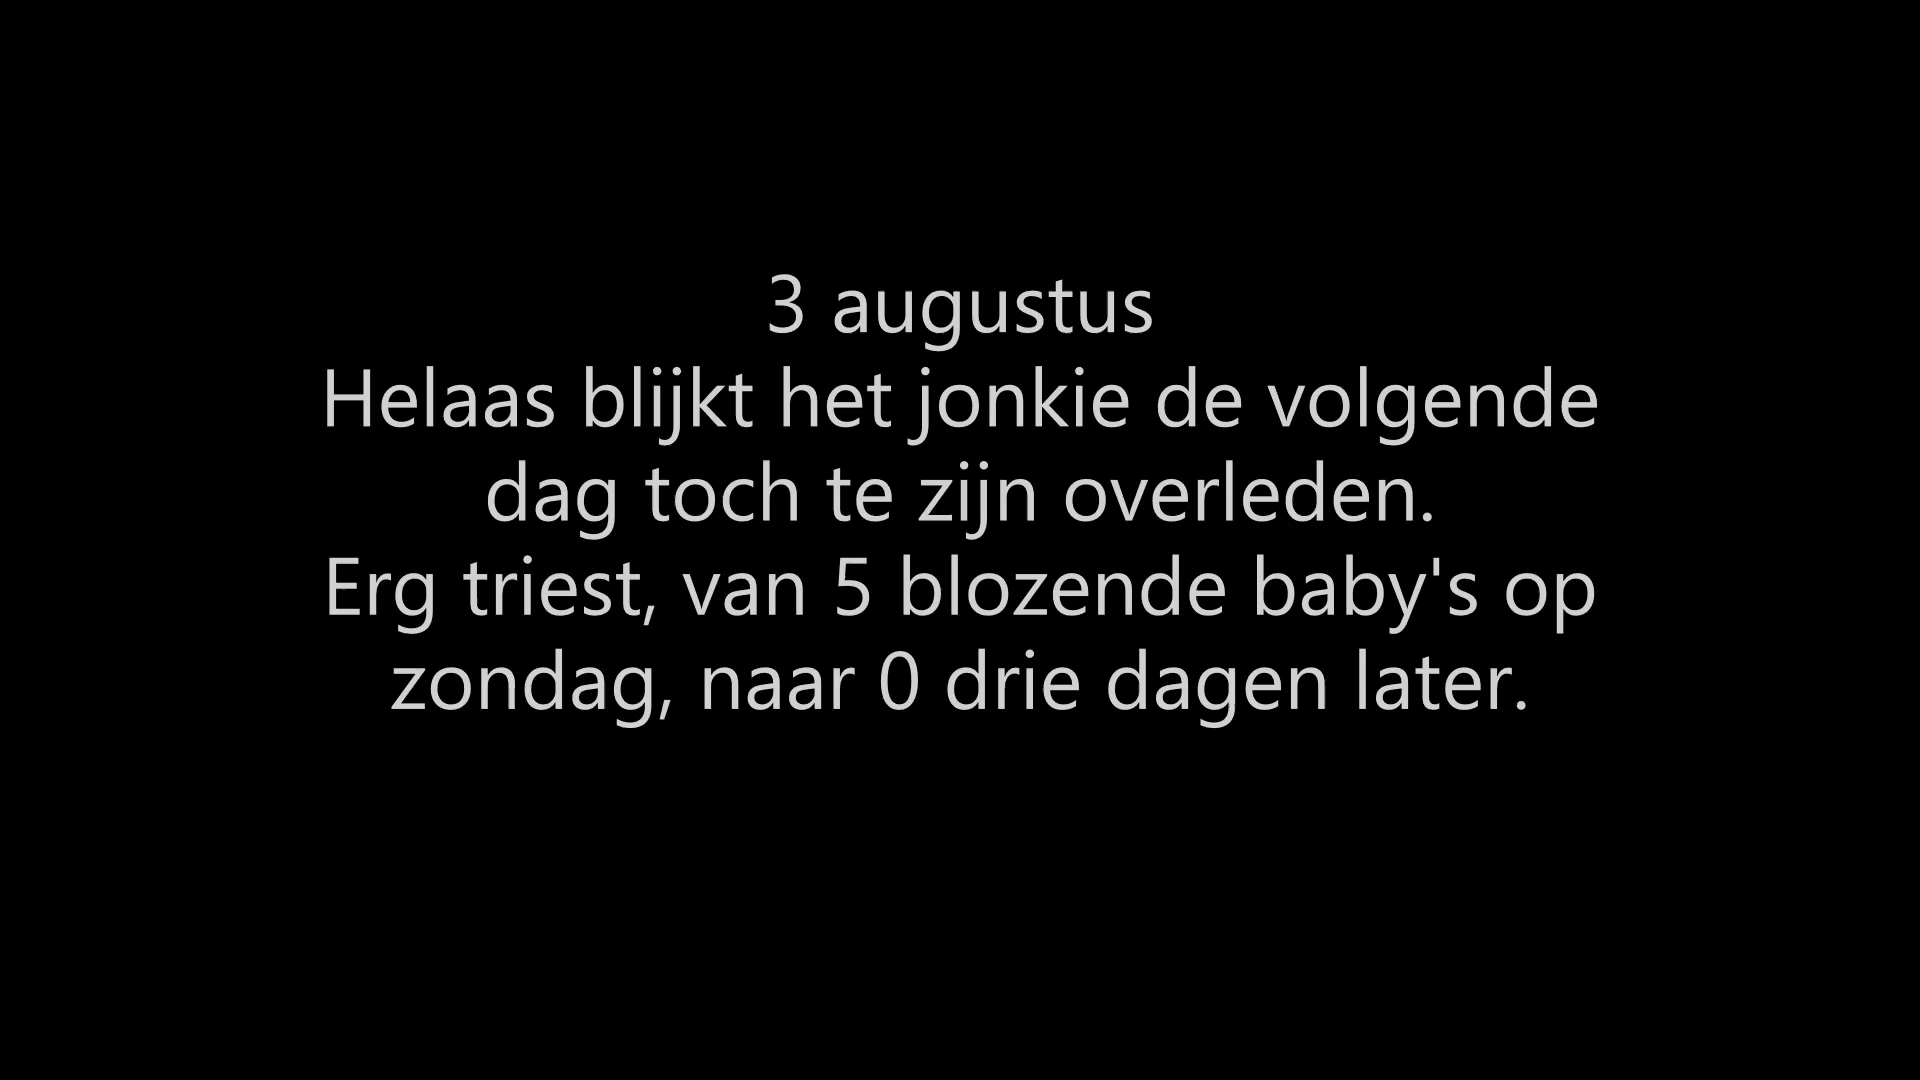 3 augustus
Helaas blijkt het jonkie de volgende
dag toch te zijn overleden.
Erg triest, van 5 blozende baby's op
zondag, naar 0 drie dagen later.